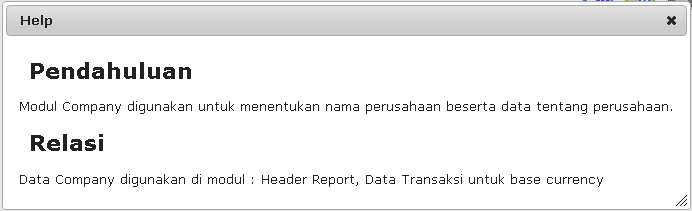 Help
Pendahuluan
Modul Company digunakan untuk menentukan nama perusahaan beserta data tentang perusahaan.
Relasi
Data Company digunakan di modul : Header Report, Data Transaksi untuk base currency